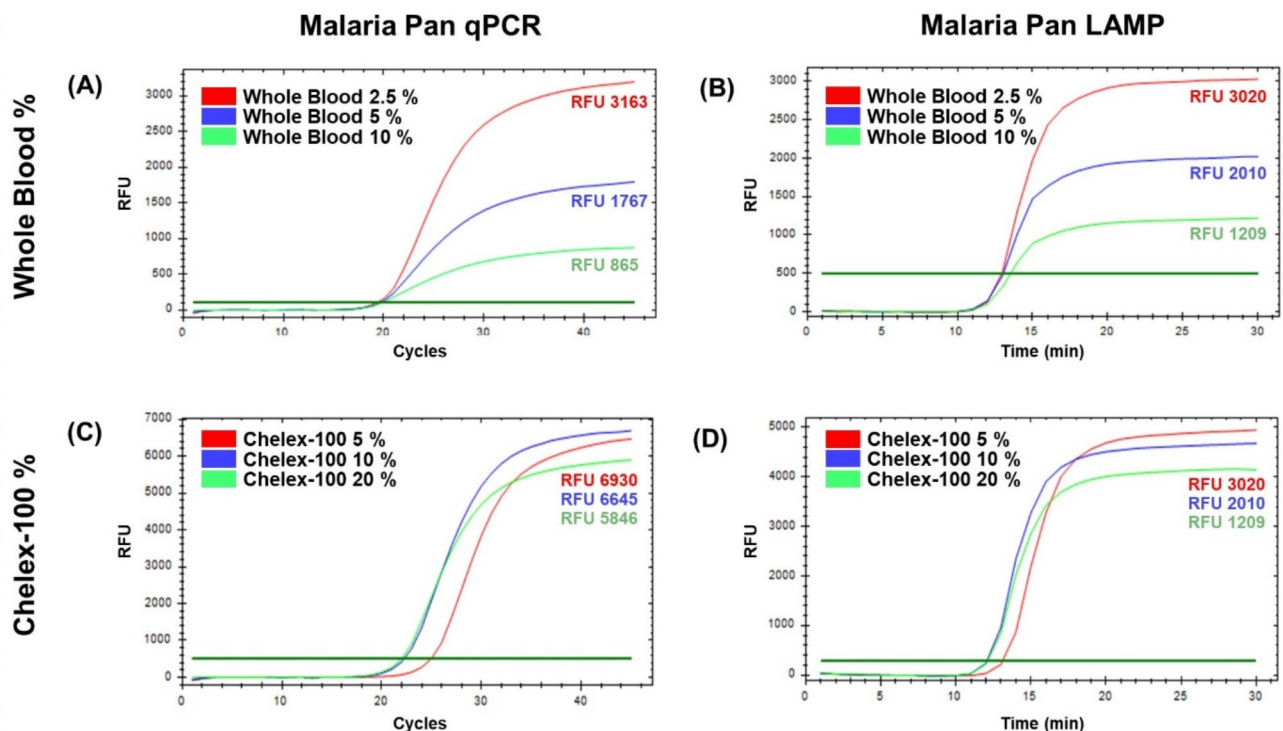 Malaria Pan qPCR
Malaria Pan LAMP
Whole Blood %
(A)
RFU
3000
2500
2000
1500
1000
500
0
Whole Blood 2.5 %
Whole Blood 5 %
Whole Blood 10 %
RFU 3163
RFU 1767
RFU 865
0 10 20 30 40
Cycles
(B)
RFU
3000
2500
2000
1500
1000
500
0
Whole Blood 2.5 %
Whole Blood 5 %
Whole Blood 10 %
RFU 3020
RFU 2010
RFU 1209
0 5 10 15 20 25 30
Time (min)
Chelex-100 %
(C)
RFU
7000
6000
5000
4000
3000
2000
1000
0
Chelex-100 5 %
Chelex-100 10 %
Chelex-100 20 %
RFU 6930
RFU 6645
RFU 5846
0 10 20 30 40
Cycles
(D)
RFU
5000
4000
3000
2000
1000
0
Chelex-100 5 %
Chelex-100 10 %
Chelex-100 20 %
RFU 3020
RFU 2010
RFU 1209
0 5 10 15 20 25 30
Time (min)